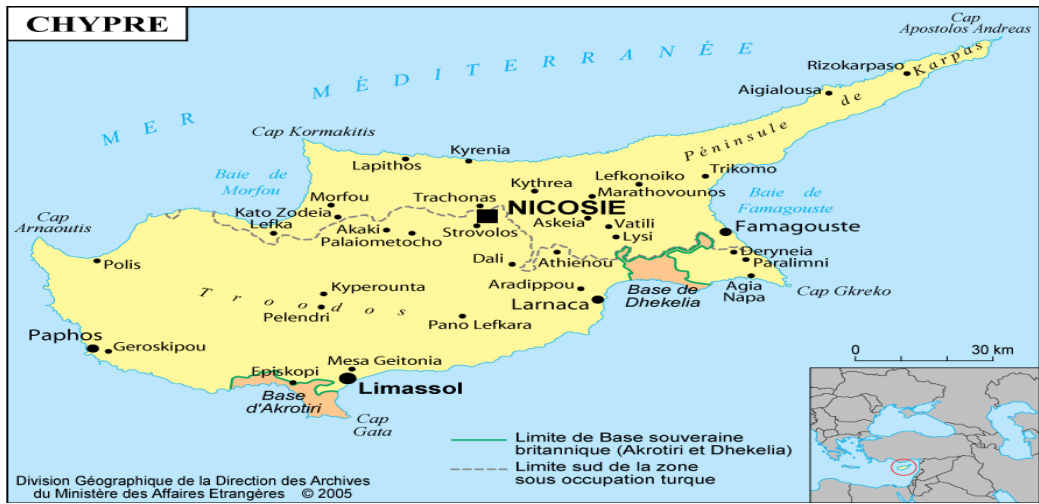 CHYPRE
Cap
Apostolos Andreas
MER MÉDITERRANÉE
Rizokarpaso
Péninsule de Karpas
Aigialousa
Cap Kormakitis
Kyrenia
Lapithos
Trikomo
Baie de
Morfou
Lefkonoiko
Kythrea
Marathovounos
Baie de
Famagouste
Morfou
Trachonas
NICOSIE
Kato Zodeia
Cap
Arnaoutis
Lefka
Akaki
Askeia
Vatili
Famagouste
Strovolos
Palaiometocho
Lysi
Deryneia
Polis
Dali
Athienou
Paralimni
Aradippou
Base de
Dhekelia
Agia
Napa
Cap Gkreko
Kyperounta
Troodos
Larnaca
Pelendri
Pano Lefkara
Paphos
Geroskipou
Mesa Geitonia
0 30 km
Episkopi
Limassol
Base
d'Akrotiri
Cap
Gata
Limite de Base souveraine
britannique (Akrotiri et Dhekelia)
Limite sud de la zone
sous occupation turque
Division Géographique de la Direction des Archives
du Ministère des Affaires Etrangères © 2005